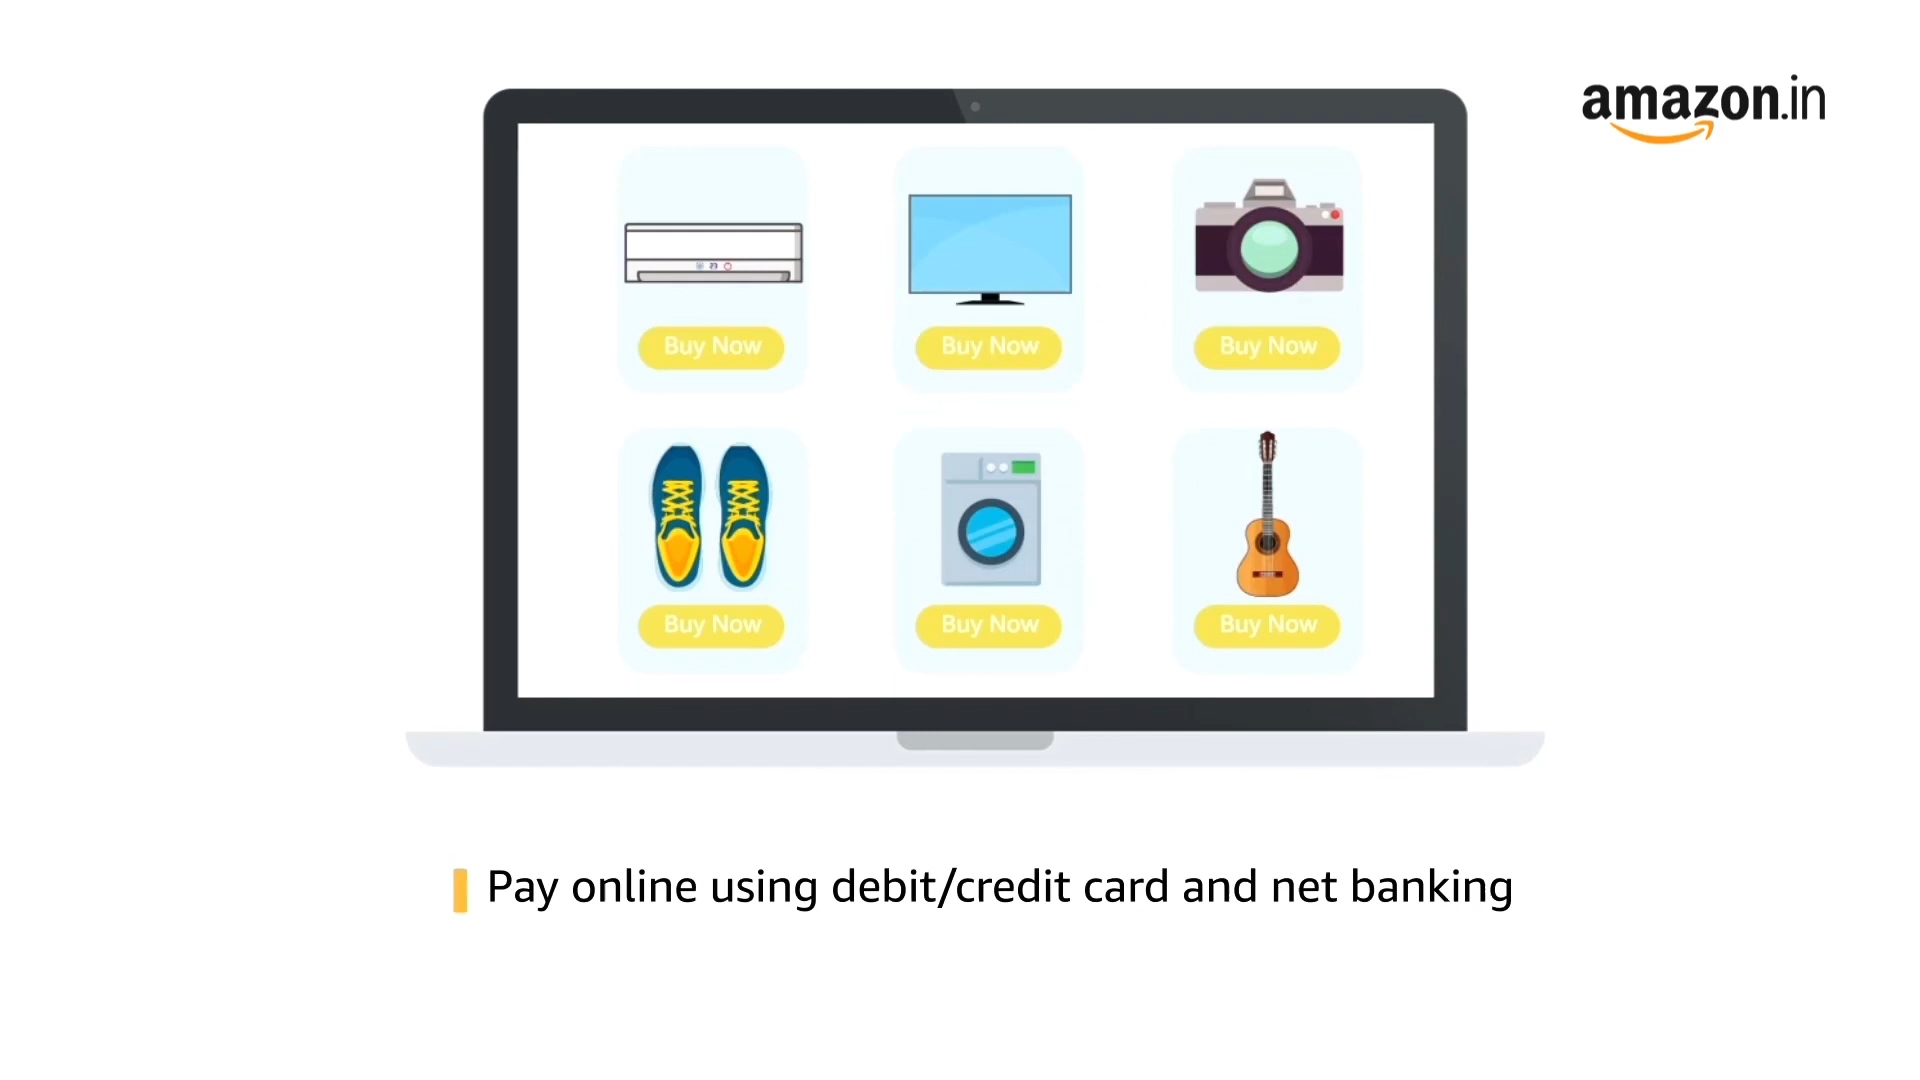 amazon.in
23
Buy Now Buy Now Buy Now
Buy Now Buy Now Buy Now
Pay online using debit/credit card and net banking